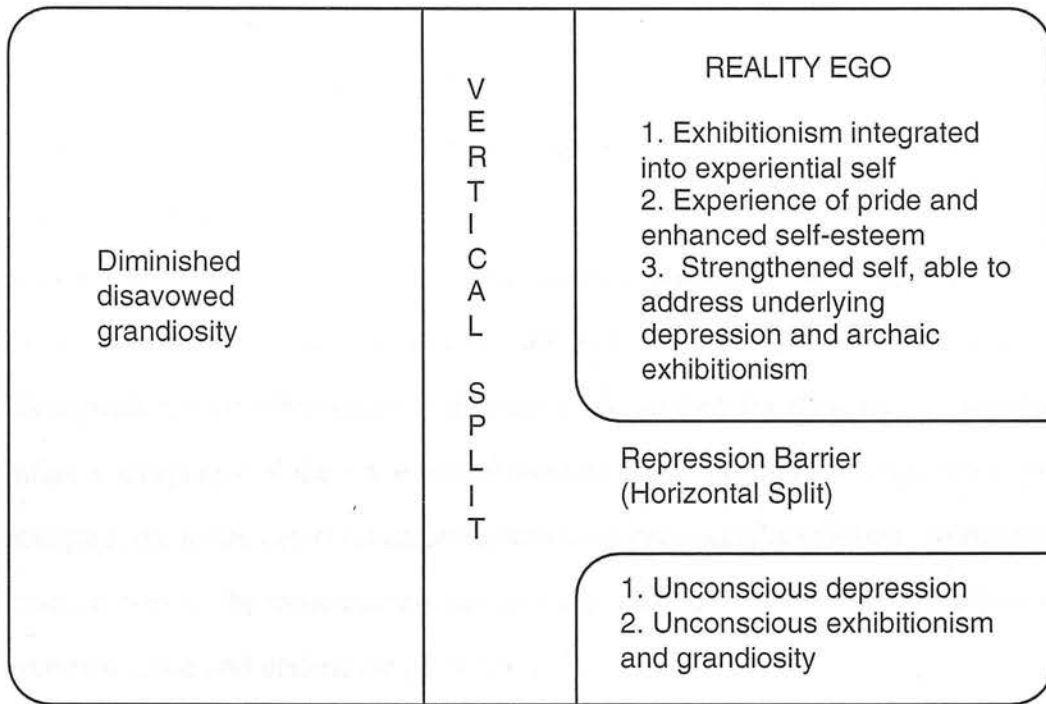 Diminished
disavowed
grandiosity
VERTICAL SPLIT
REALITY EGO
1. Exhibitionism integrated
into experiential self
2. Experience of pride and
enhanced self-esteem
3. Strengthened self, able to
address underlying
depression and archaic
exhibitionism
Repression Barrier
(Horizontal Split)
1. Unconscious depression
2. Unconscious exhibitionism
and grandiosity